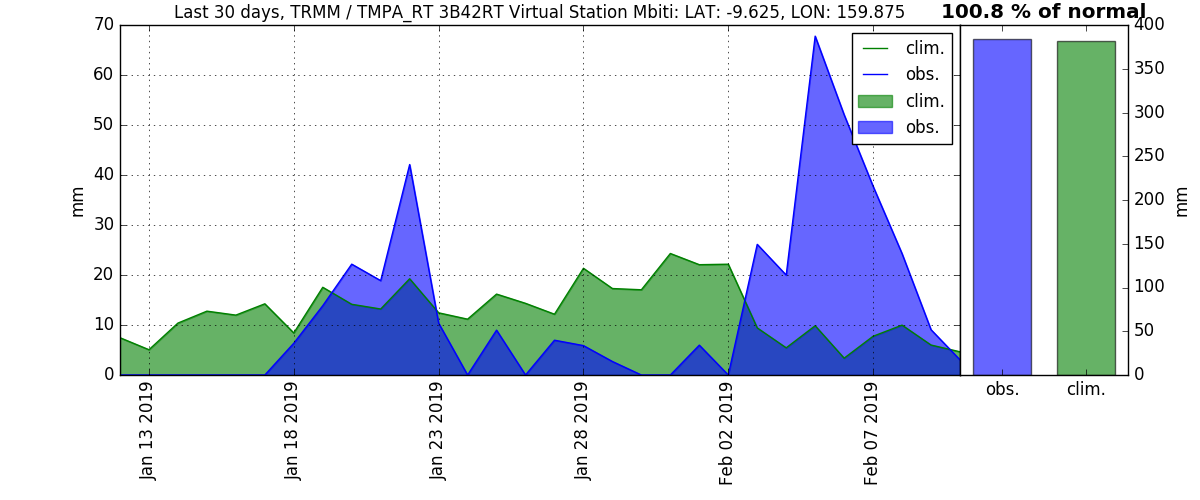 Last 30 days, TRMM / TMPA_RT 3B42RT Virtual Station Mbiti: LAT: -9.625, LON: 159.875
100.8 % of normal
70
60
50
40
30
20
10
0
mm
clim.
obs.
clim.
obs.
Jan 13 2019
Jan 18 2019
Jan 23 2019
Jan 28 2019
Feb 02 2019
Feb 07 2019
400
350
300
250
200
150
100
50
0
mm
obs.
clim.